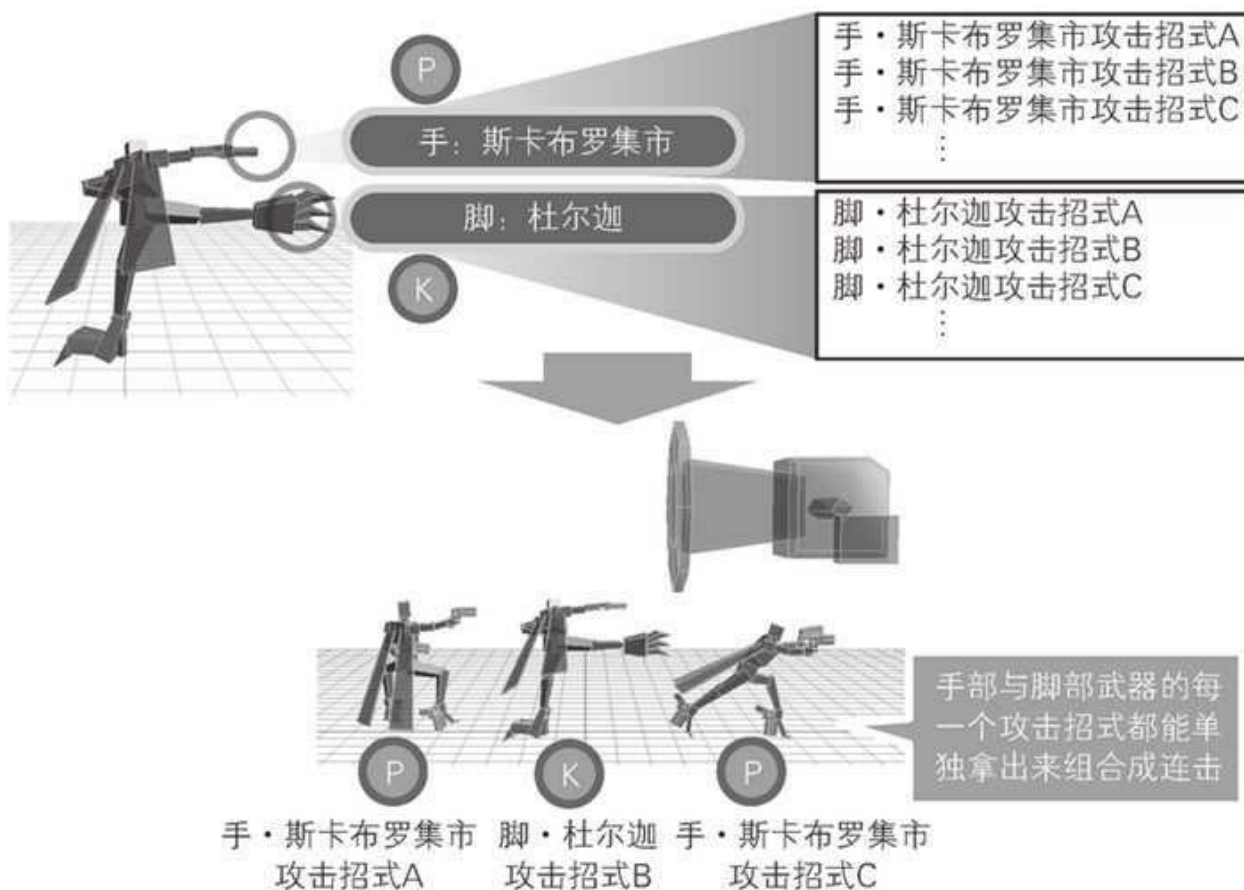 P
手：斯卡布罗集市
脚：杜尔迦
K
手・斯卡布罗集市攻击招式A
手・斯卡布罗集市攻击招式B
手・斯卡布罗集市攻击招式C
⋮
脚・杜尔迦攻击招式A
脚・杜尔迦攻击招式B
脚・杜尔迦攻击招式C
⋮
手部与脚部武器的每
一个攻击招式都能单
独拿出来组合成连击
P
手・斯卡布罗集市
攻击招式A
K
脚・杜尔迦
攻击招式B
P
手・斯卡布罗集市
攻击招式C